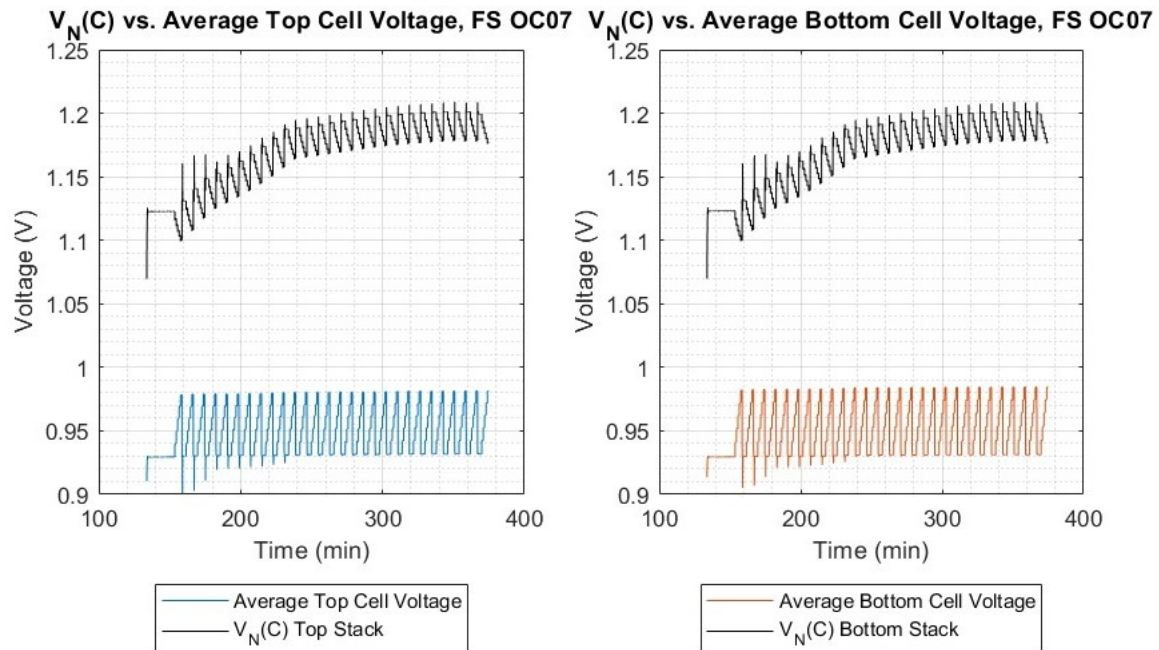 V_N(C) vs. Average Top Cell Voltage, FS OC07
1.25
1.2
1.15
1.1
1.05
1
0.95
0.9
Voltage (V)
100
200
300
400
Time (min)
Average Top Cell Voltage
V_N(C) Top Stack
V_N(C) vs. Average Bottom Cell Voltage, FS OC07
1.25
1.2
1.15
1.1
1.05
1
0.95
0.9
Voltage (V)
100
200
300
400
Time (min)
Average Bottom Cell Voltage
V_N(C) Bottom Stack